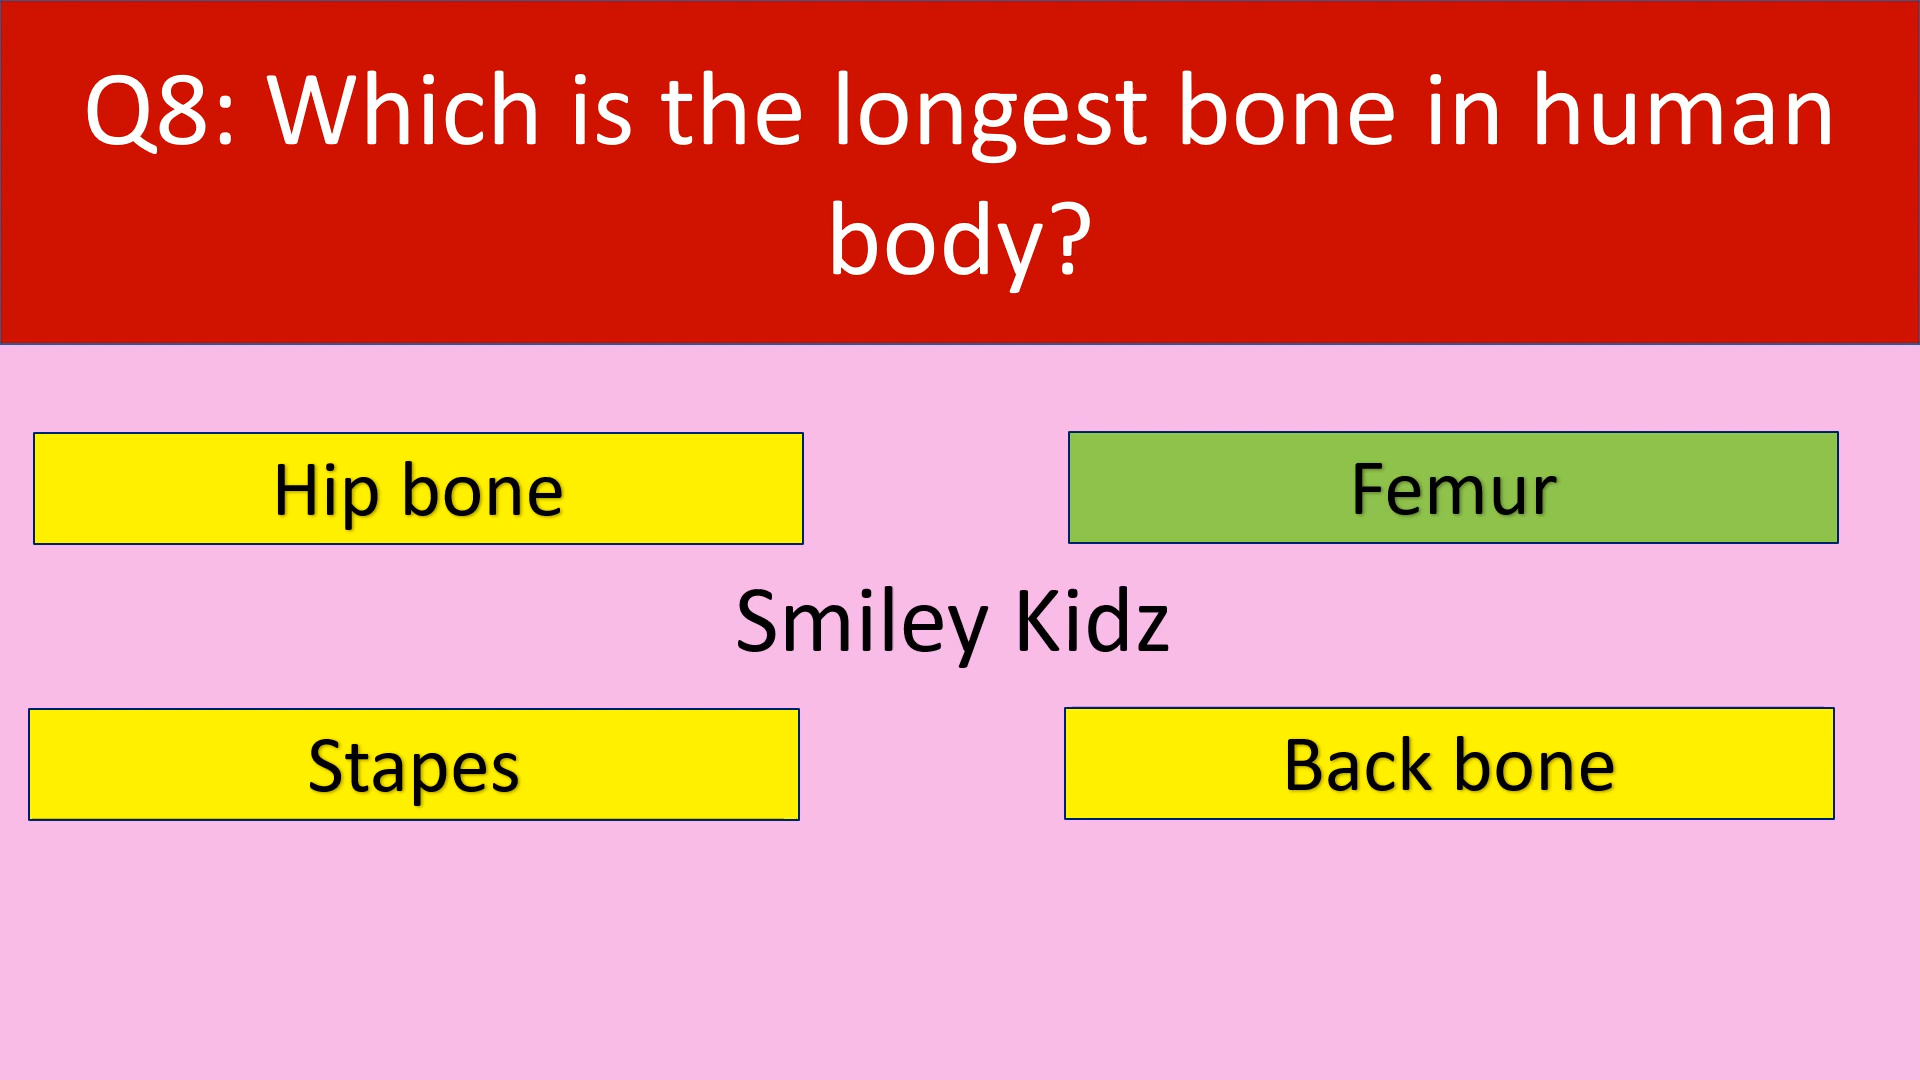 Q8: Which is the longest bone in human
body?
Hip bone
Femur
Smiley Kidz
Stapes
Back bone